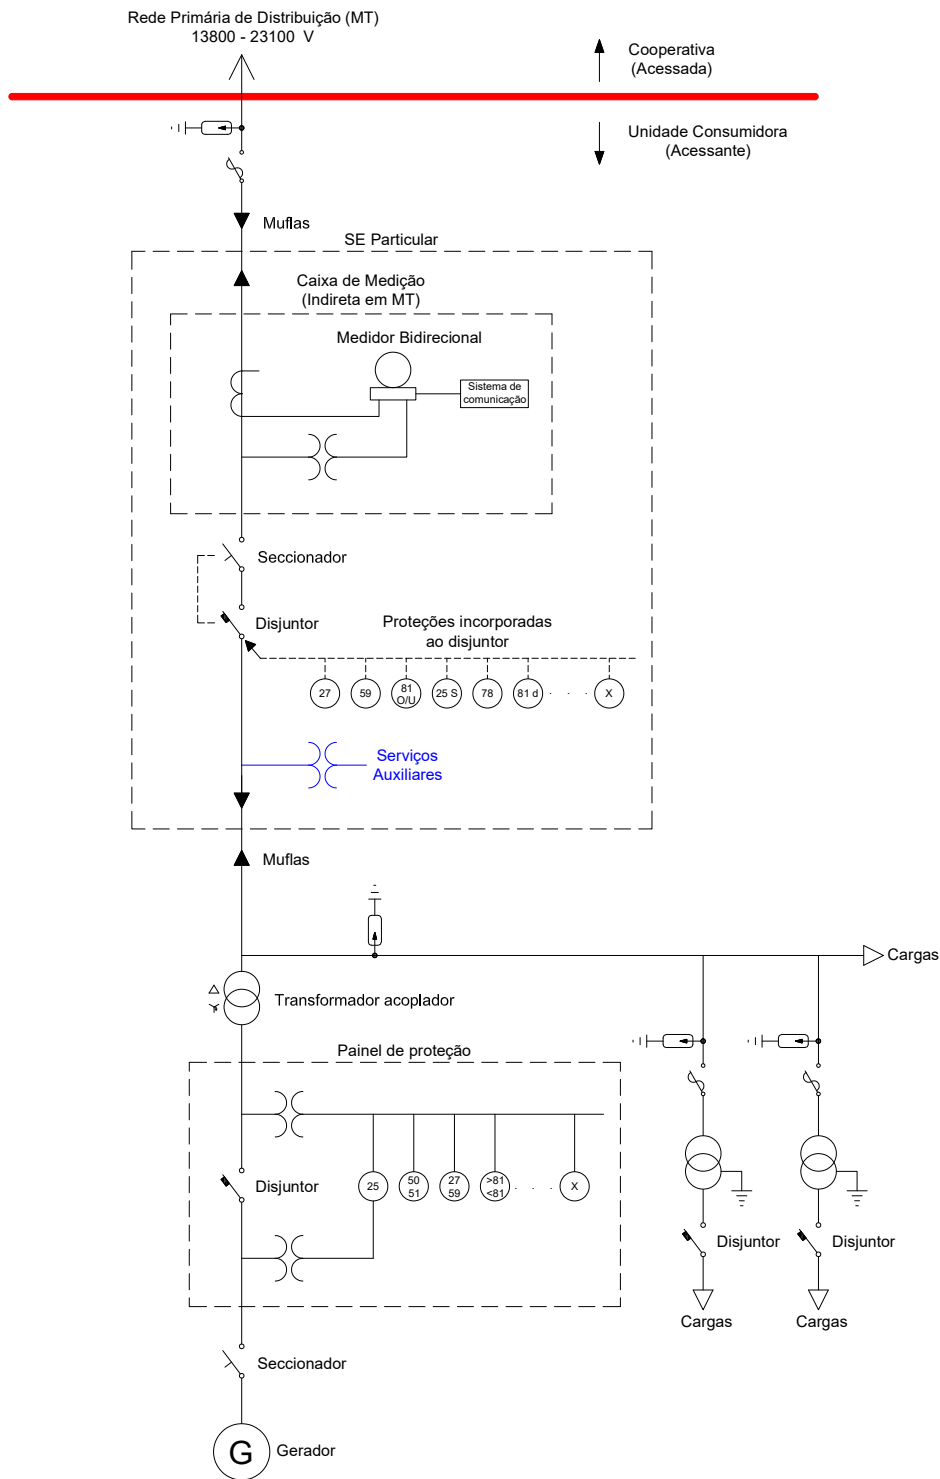 Rede Primária de Distribuição (MT)
13800 - 23100 V
Cooperativa
(Acessada)
Unidade Consumidora
(Acessante)
Muflas
SE Particular
Caixa de Medição
(Indireta em MT)
Medidor Bidirecional
Sistema de
comunicação
Seccionador
Disjuntor
Proteções incorporadas
ao disjuntor
27
59
81
O/U
25 S
78
81 d
X
Serviços
Auxiliares
Muflas
Cargas
Transformador acoplador
Painel de proteção
Disjuntor
25
50
51
27
59
>81
<81
X
Disjuntor
Disjuntor
Cargas
Cargas
Seccionador
G
Gerador